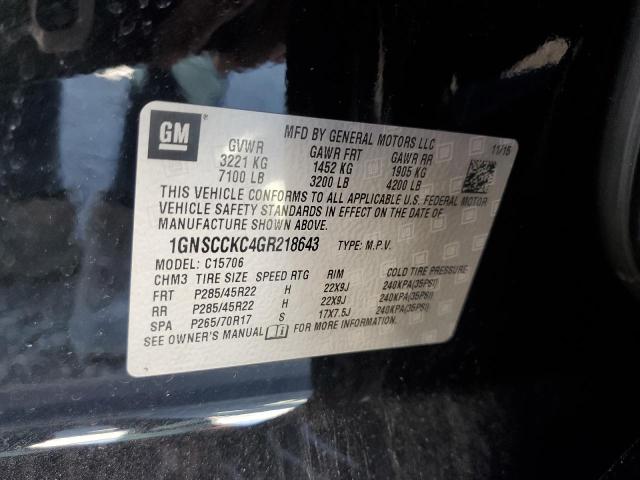 GM
MFD BY GENERAL MOTORS LLC
11/15
GVWR GAWR FRT GAWR RR
3221 KG 1452 KG 1905 KG
7100 LB 3200 LB 4200 LB
THIS VEHICLE CONFORMS TO ALL APPLICABLE U.S. FEDERAL MOTOR
VEHICLE SAFETY STANDARDS IN EFFECT ON THE DATE OF
MANUFACTURE SHOWN ABOVE.
1GNSCCKC4GR218643 TYPE: M.P.V.
MODEL: C15706
CHM3 TIRE SIZE SPEED RTG RIM COLD TIRE PRESSURE
FRT P285/45R22 H 22X9J 240KPA(35PSI)
RR P285/45R22 H 22X9J 240KPA(35PSI)
SPA P265/70R17 S 17X7.5J 240KPA(35PSI)
SEE OWNER'S MANUAL FOR MORE INFORMATION.